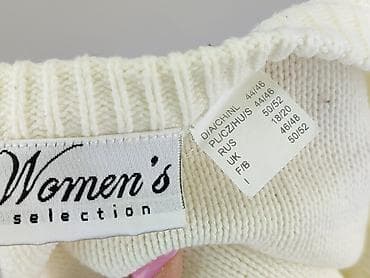 Women's
selection
D/A/CH/NL 44/46
PL/CZ/HU/S 44/46
RUS 50/52
UK 18/20
F/B 46/48
I 50/52